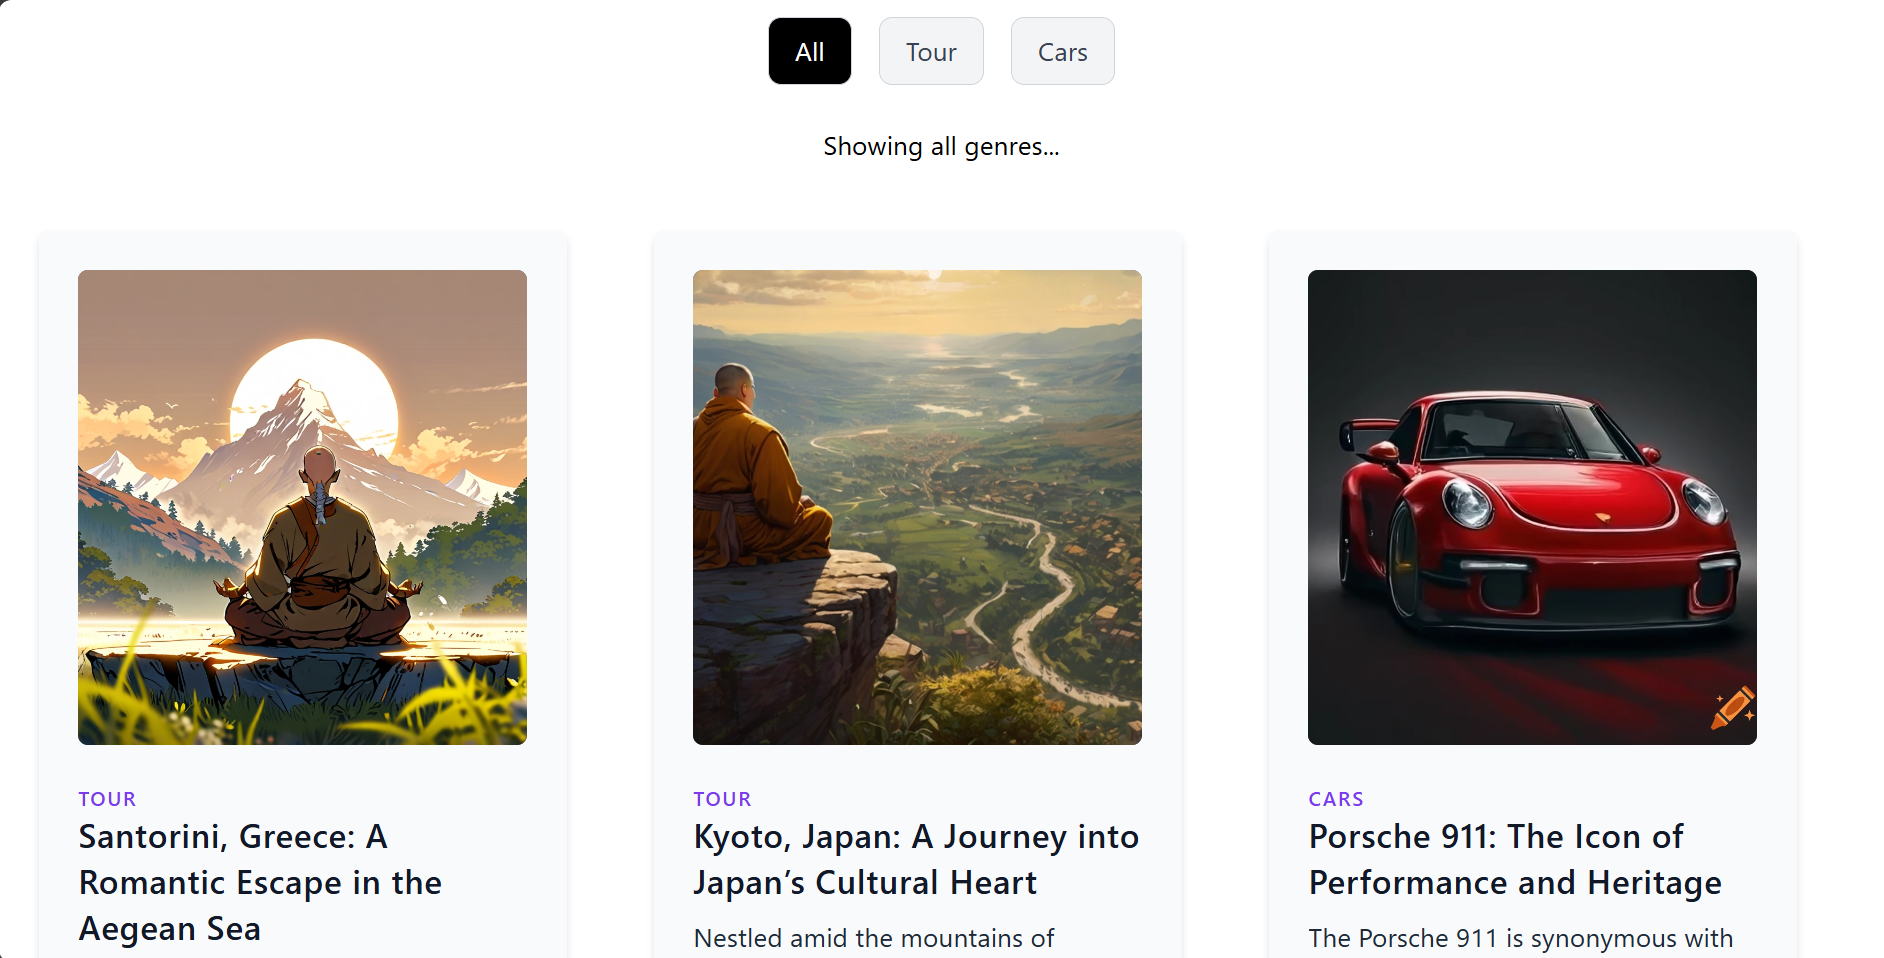 All
Tour
Cars
Showing all genres...
TOUR
Santorini, Greece: A
Romantic Escape in the
Aegean Sea
TOUR
Kyoto, Japan: A Journey into
Japan’s Cultural Heart
Nestled amid the mountains of
CARS
Porsche 911: The Icon of
Performance and Heritage
The Porsche 911 is synonymous with